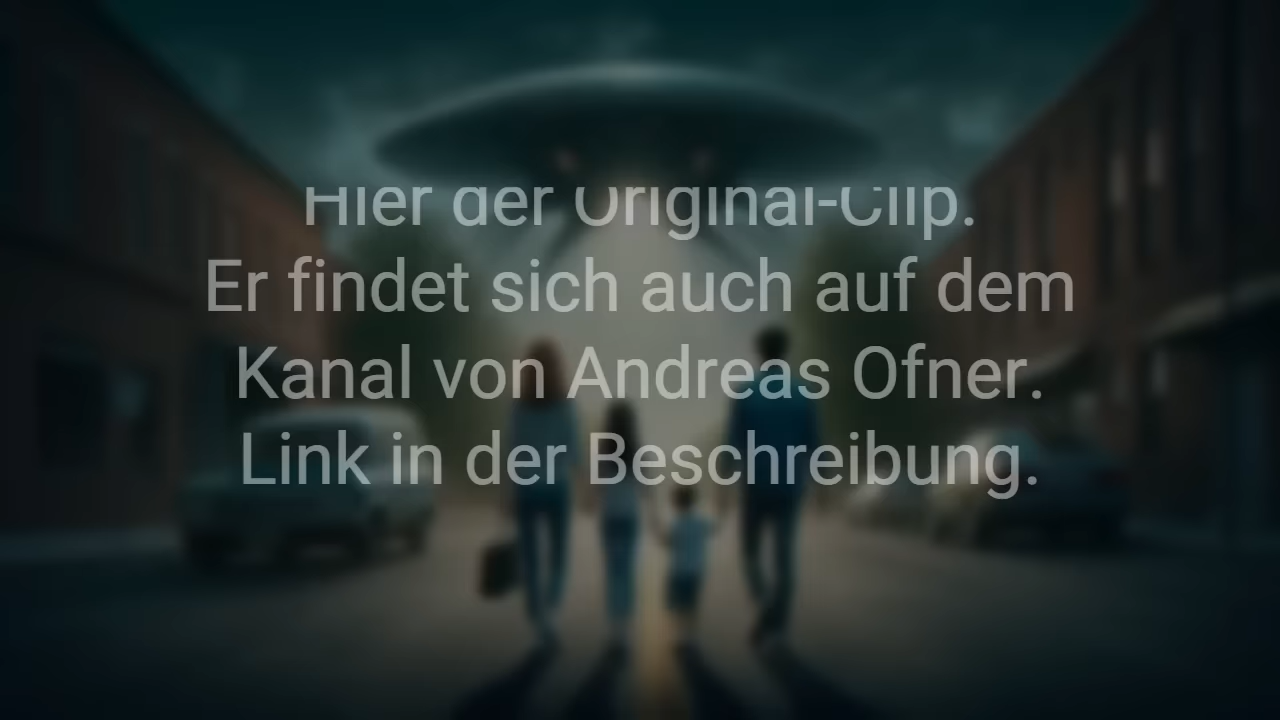 Hier der Original-Clip.
Er findet sich auch auf dem
Kanal von Andreas Ofner.
Link in der Beschreibung.